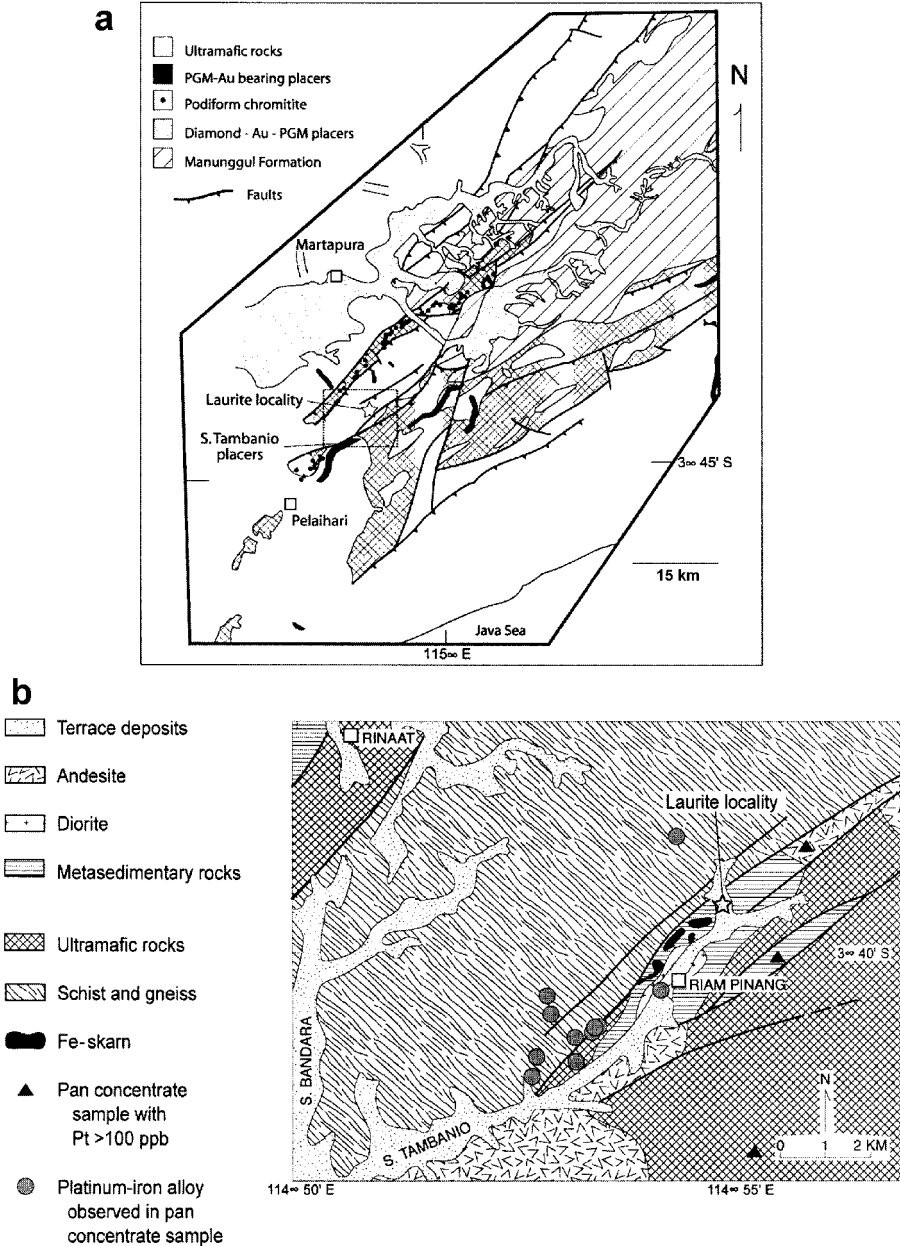 a
Ultramafic rocks
PGM-Au bearing placers
Podiform chromitite
Diamond - Au - PGM placers
Manunggul Formation
Faults
N
Martapura
Laurite locality
S. Tambanio
placers
Pelaihari
3∞ 45' S
15 km
Java Sea
115∞ E
b
Terrace deposits
Andesite
Diorite
Metasedimentary rocks
Ultramafic rocks
Schist and gneiss
Fe-skarn
Pan concentrate
sample with
Pt >100 ppb
Platinum-iron alloy
observed in pan
concentrate sample
RINAAT
Laurite locality
3∞ 40' S
RIAM PINANG
S. BANDARA
S. TAMBANIO
N
0 1 2 KM
114∞ 50' E
114∞ 55' E